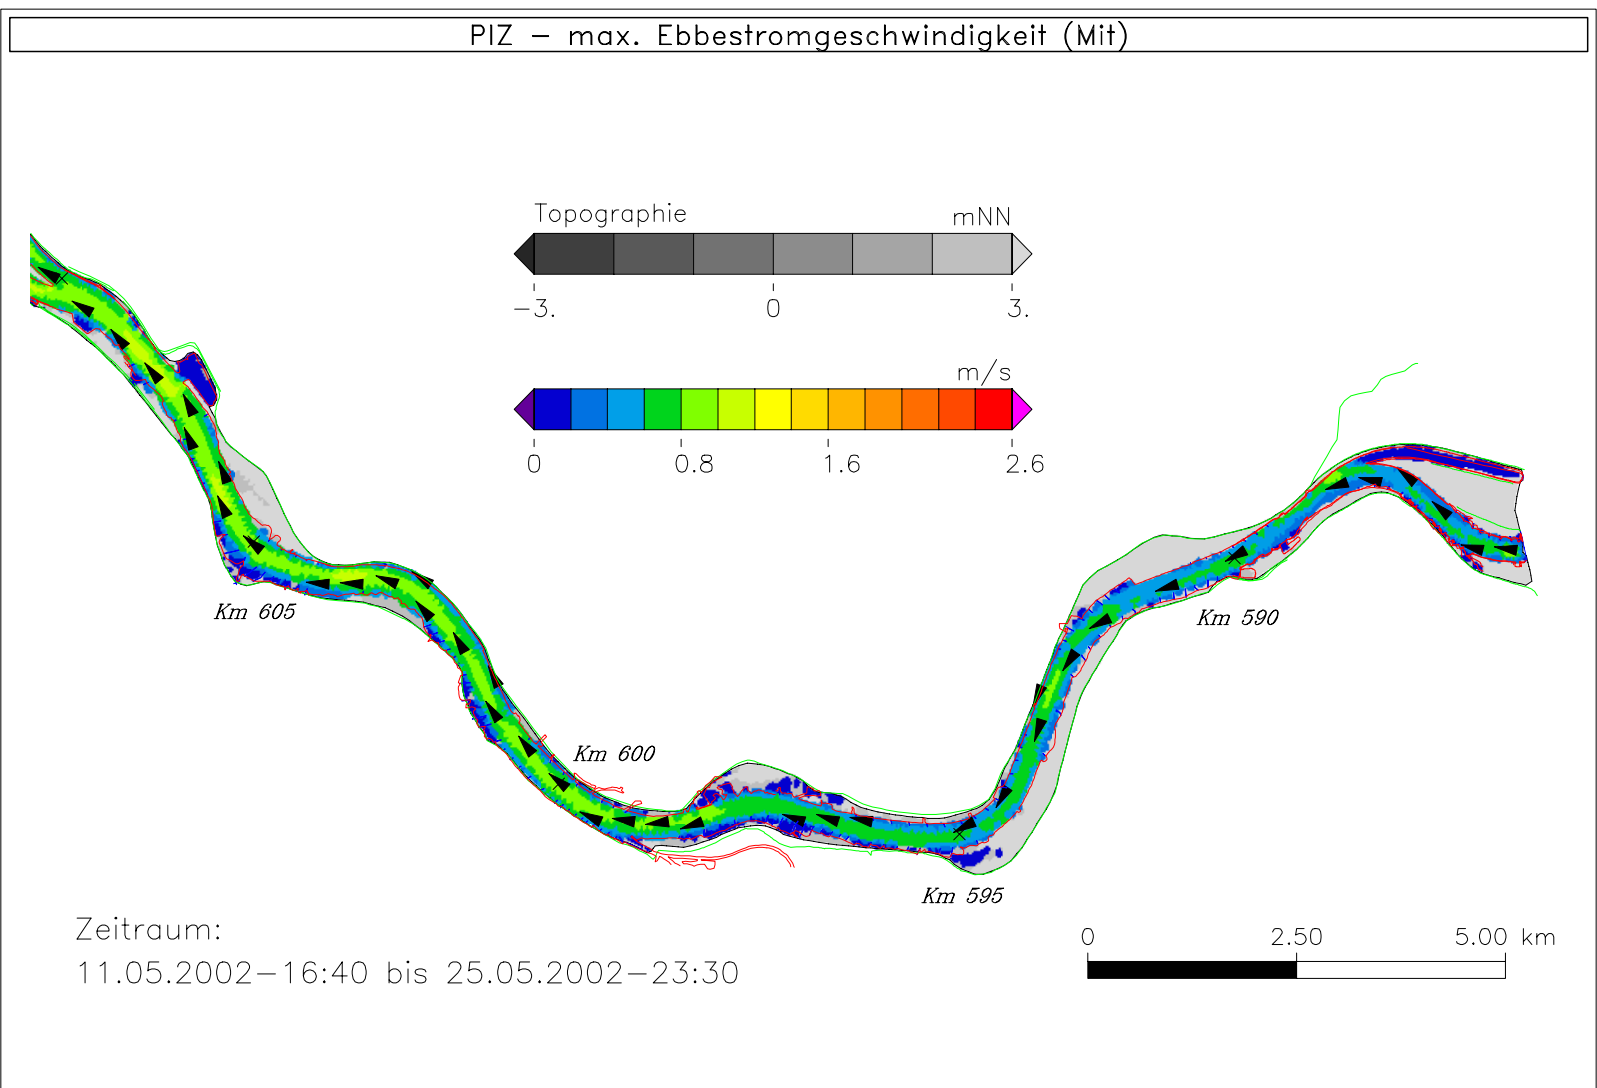 PIZ - max. Ebbestromgeschwindigkeit (Mit)
Topographie mNN
-3. 0 3.
m/s
0 0.8 1.6 2.6
Km 605
Km 590
Km 600
Km 595
Zeitraum:
11.05.2002-16:40 bis 25.05.2002-23:30
0 2.50 5.00 km